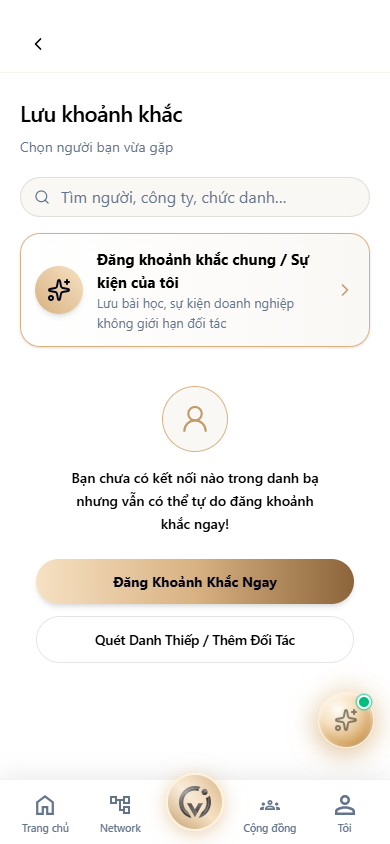 Lưu khoảnh khắc
Chọn người bạn vừa gặp
Tìm người, công ty, chức danh...
Đăng khoảnh khắc chung / Sự
kiện của tôi
Lưu bài học, sự kiện doanh nghiệp
không giới hạn đối tác
Bạn chưa có kết nối nào trong danh bạ
nhưng vẫn có thể tự do đăng khoảnh
khắc ngay!
Đăng Khoảnh Khắc Ngay
Quét Danh Thiếp / Thêm Đối Tác
Trang chủ
Network
Cộng đồng
Tôi